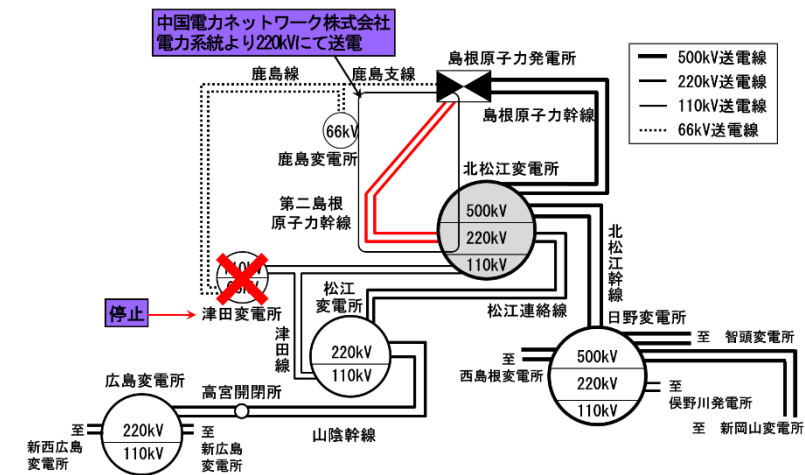 中国電力ネットワーク株式会社
電力系統より220kVにて送電
鹿島線
鹿島支線
島根原子力発電所
500kV送電線
220kV送電線
110kV送電線
66kV送電線
66kV
鹿島変電所
島根原子力幹線
北松江変電所
第二島根
原子力幹線
500kV
220kV
110kV
北松江幹線
停止
津田変電所
松江
変電所
松江連絡線
日野変電所
津田線
220kV
110kV
至 智頭変電所
至
西島根変電所
500kV
220kV
110kV
至
俣野川発電所
至 新岡山変電所
広島変電所
高宮開閉所
山陰幹線
220kV
110kV
至
新西広島
変電所
至
新広島
変電所